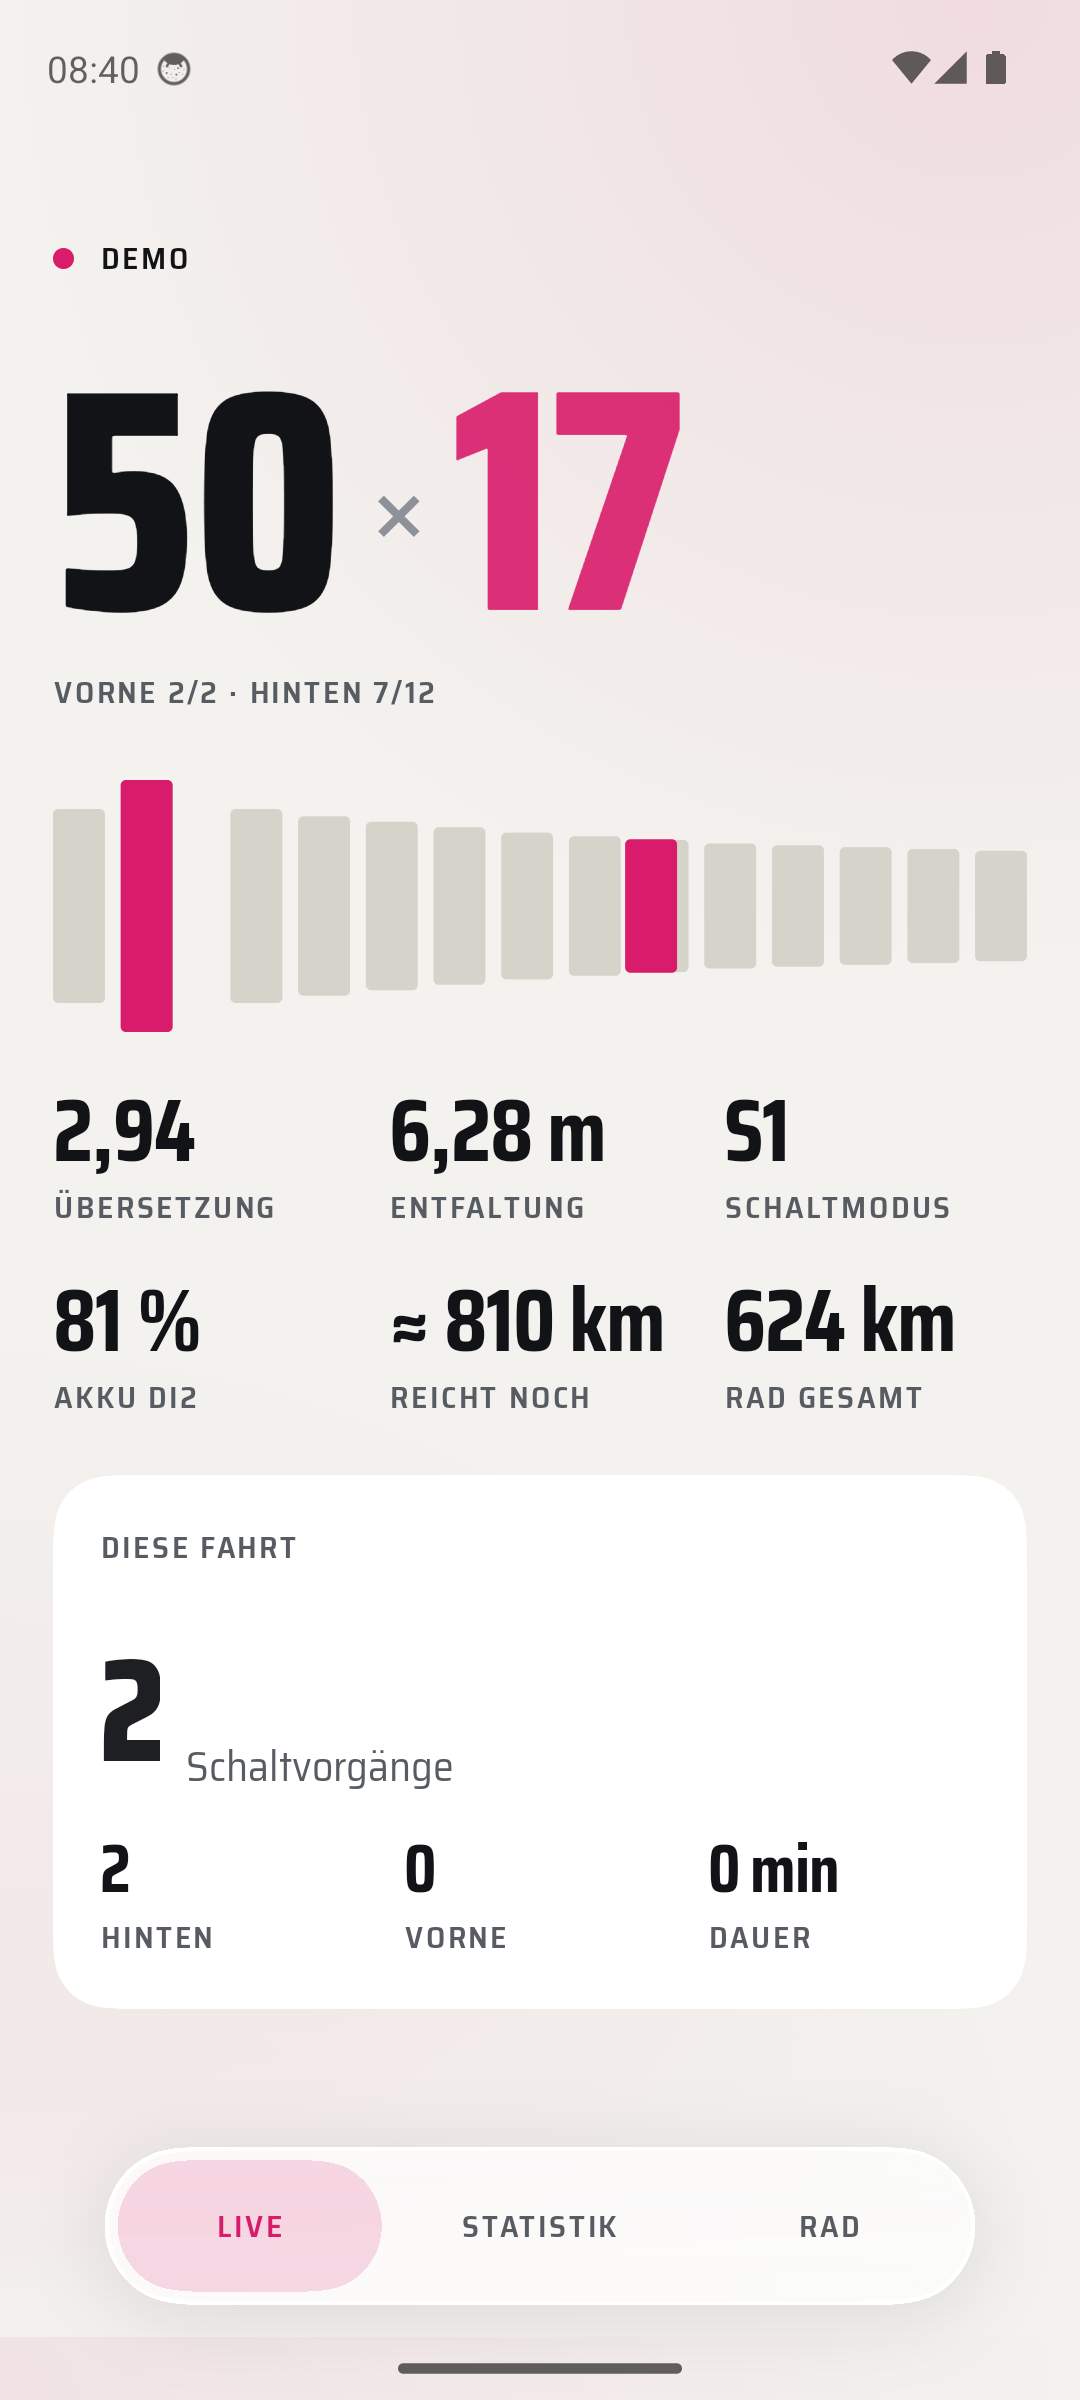 08:40
DEMO
50 × 17
VORNE 2/2 · HINTEN 7/12
2,94 6,28 m S1
ÜBERSETZUNG ENTFALTUNG SCHALTMODUS
81 % ≈ 810 km 624 km
AKKU DI2 REICHT NOCH RAD GESAMT
DIESE FAHRT
2 Schaltvorgänge
2 0 0 min
HINTEN VORNE DAUER
LIVE STATISTIK RAD